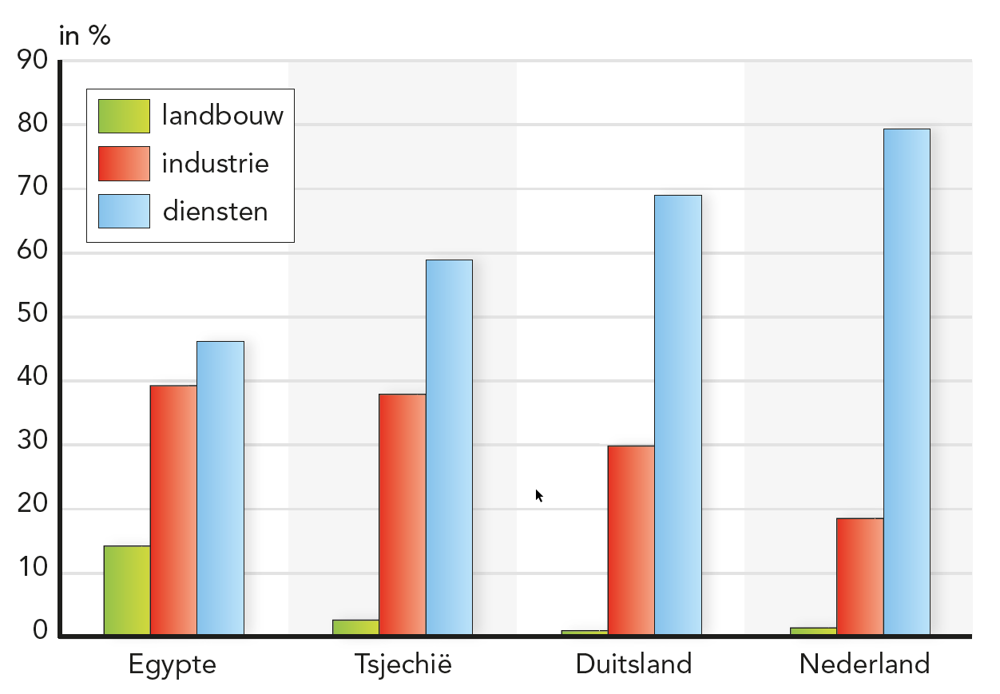 in %
90
80
70
60
50
40
30
20
10
0
landbouw
industrie
diensten
Egypte
Tsjechië
Duitsland
Nederland